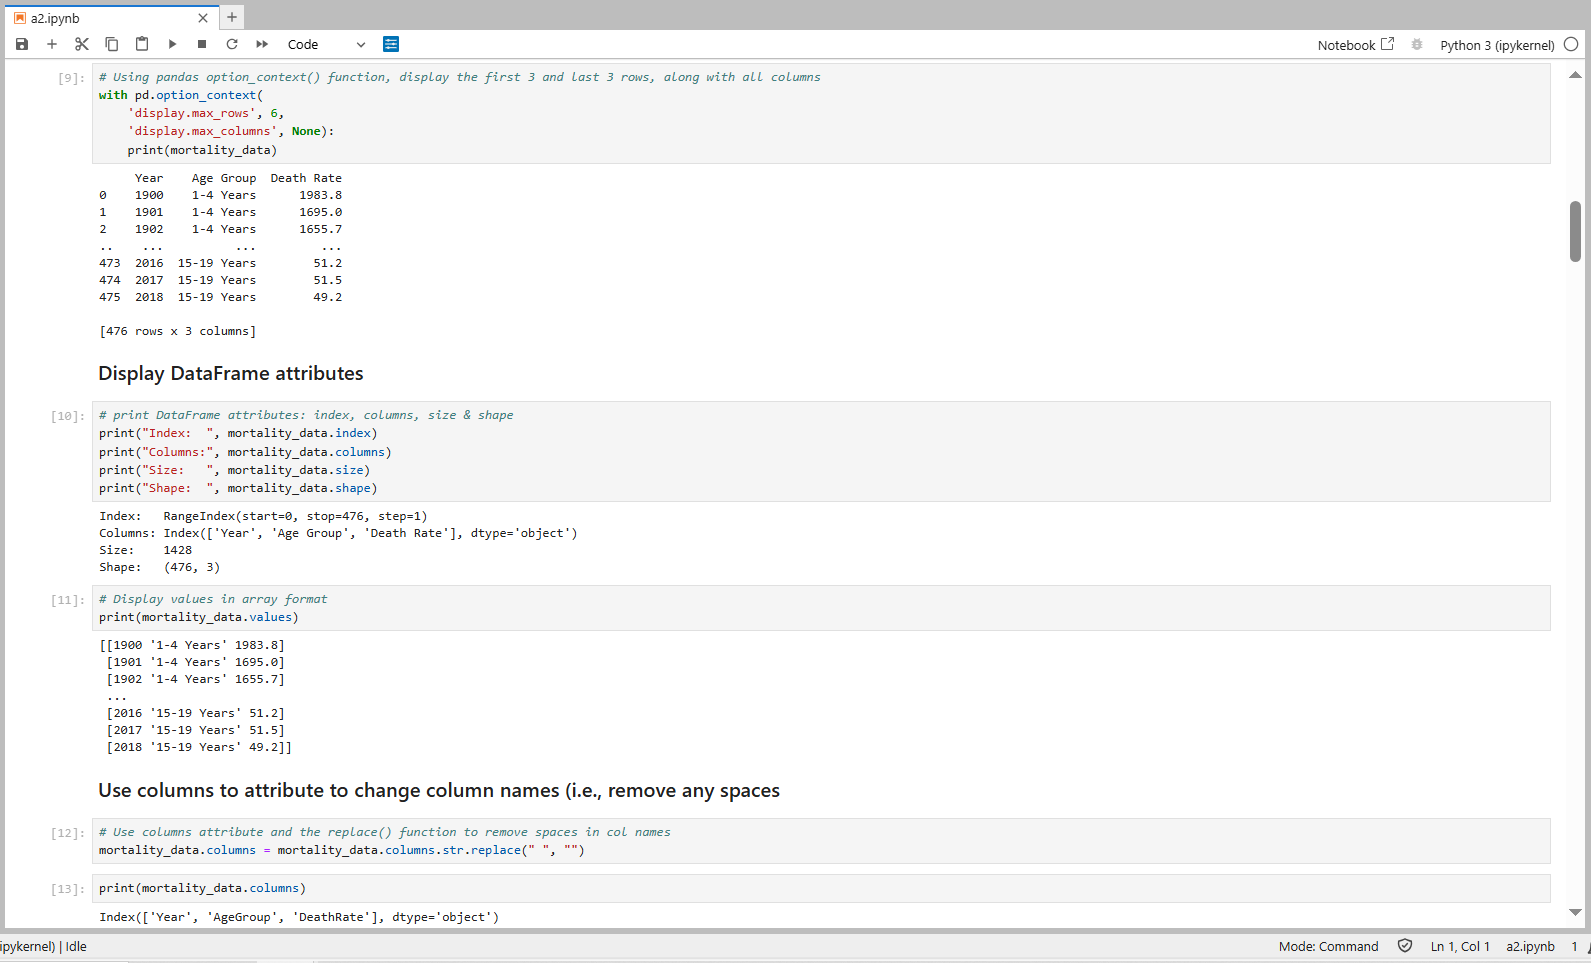 a2.ipynb
Code
Notebook
Python 3 (ipykernel)
[9]:
# Using pandas option_context() function, display the first 3 and last 3 rows, along with all columns
with pd.option_context(
    'display.max_rows', 6,
    'display.max_columns', None):
    print(mortality_data)
     Year    Age Group  Death Rate
0    1900    1-4 Years      1983.8
1    1901    1-4 Years      1695.0
2    1902    1-4 Years      1655.7
..    ...          ...         ...
473  2016  15-19 Years        51.2
474  2017  15-19 Years        51.5
475  2018  15-19 Years        49.2
[476 rows x 3 columns]
Display DataFrame attributes
[10]:
# print DataFrame attributes: index, columns, size & shape
print("Index:  ", mortality_data.index)
print("Columns:", mortality_data.columns)
print("Size:   ", mortality_data.size)
print("Shape:  ", mortality_data.shape)
Index:   RangeIndex(start=0, stop=476, step=1)
Columns: Index(['Year', 'Age Group', 'Death Rate'], dtype='object')
Size:    1428
Shape:   (476, 3)
[11]:
# Display values in array format
print(mortality_data.values)
[[1900 '1-4 Years' 1983.8]
 [1901 '1-4 Years' 1695.0]
 [1902 '1-4 Years' 1655.7]
 ...
 [2016 '15-19 Years' 51.2]
 [2017 '15-19 Years' 51.5]
 [2018 '15-19 Years' 49.2]]
Use columns to attribute to change column names (i.e., remove any spaces
[12]:
# Use columns attribute and the replace() function to remove spaces in col names
mortality_data.columns = mortality_data.columns.str.replace(" ", "")
[13]:
print(mortality_data.columns)
Index(['Year', 'AgeGroup', 'DeathRate'], dtype='object')
ipykernel) | Idle
Mode: Command
Ln 1, Col 1
a2.ipynb
1